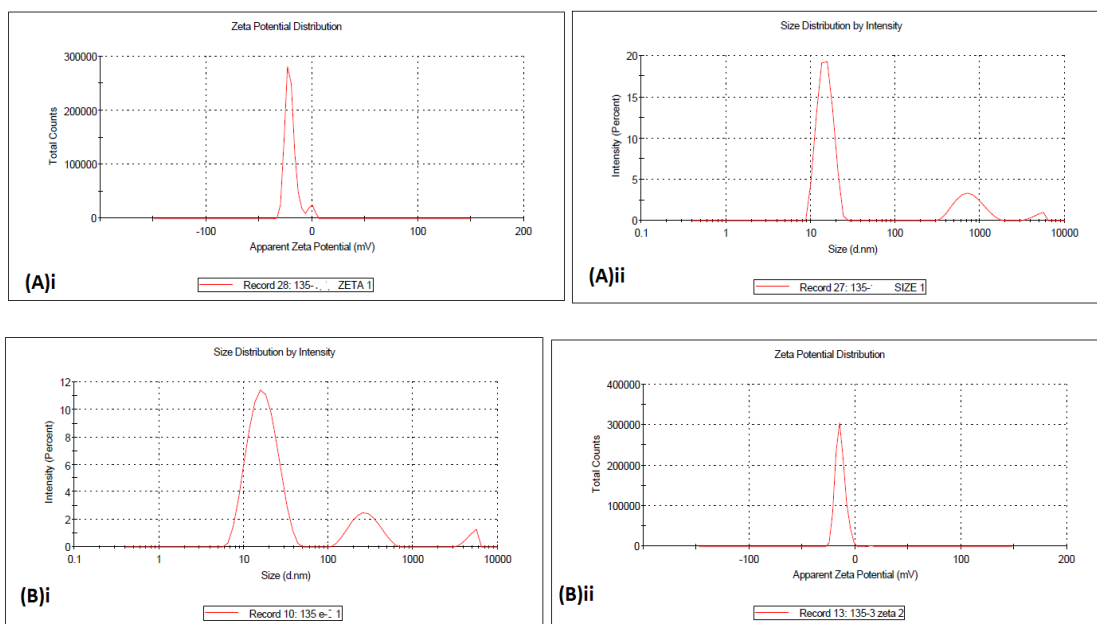 Zeta Potential Distribution
300000
200000
100000
0
Total Counts
-100 0 100 200
Apparent Zeta Potential (mV)
Record 28: 135- ZETA 1
(A)i
Size Distribution by Intensity
20
15
10
5
0
Intensity (Percent)
0.1 1 10 100 1000 10000
Size (d.nm)
Record 27: 135- SIZE 1
(A)ii
Size Distribution by Intensity
12
10
8
6
4
2
0
Intensity (Percent)
0.1 1 10 100 1000 10000
Size (d.nm)
Record 10: 135 e- 1
(B)i
Zeta Potential Distribution
400000
300000
200000
100000
0
Total Counts
-100 0 100 200
Apparent Zeta Potential (mV)
Record 13: 135-3 zeta 2
(B)ii